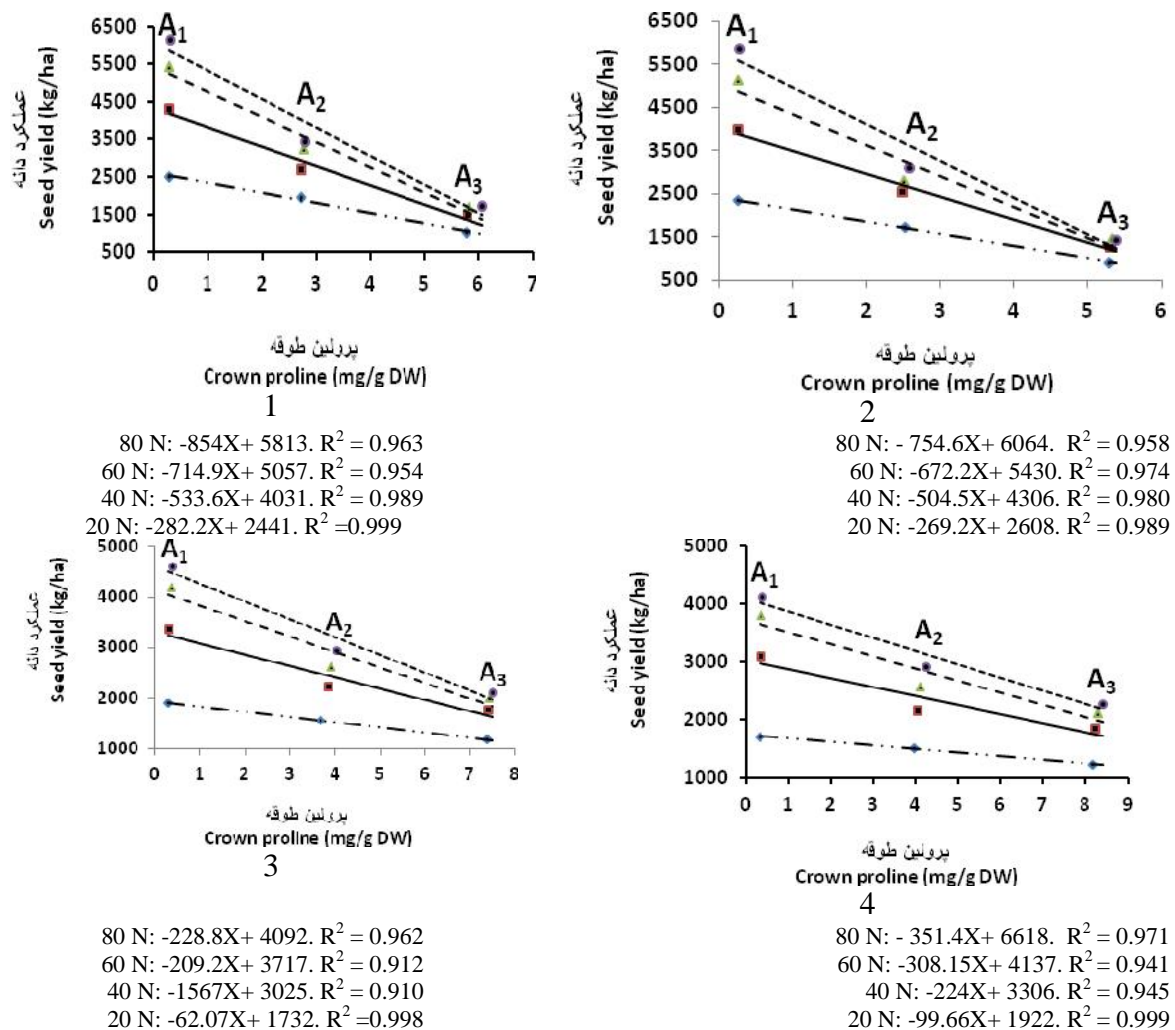 6500
5500
4500
3500
2500
1500
500
عملکرد دانه
Seed yield (kg/ha)
A1
A2
A3
0 1 2 3 4 5 6 7
پرولین طوقه
Crown proline (mg/g DW)
1
6500
5500
4500
3500
2500
1500
500
عملکرد دانه
Seed yield (kg/ha)
A1
A2
A3
0 1 2 3 4 5 6
پرولین طوقه
Crown proline (mg/g DW)
2
80 N: -854X+ 5813. R² = 0.963
60 N: -714.9X+ 5057. R² = 0.954
40 N: -533.6X+ 4031. R² = 0.989
20 N: -282.2X+ 2441. R² =0.999
80 N: - 754.6X+ 6064. R² = 0.958
60 N: -672.2X+ 5430. R² = 0.974
40 N: -504.5X+ 4306. R² = 0.980
20 N: -269.2X+ 2608. R² = 0.989
5000
4000
3000
2000
1000
عملکرد دانه
Seed yield (kg/ha)
A1
A2
A3
0 1 2 3 4 5 6 7 8
پرولین طوقه
Crown proline (mg/g DW)
3
5000
4000
3000
2000
1000
عملکرد دانه
Seed yield (kg/ha)
A1
A2
A3
0 1 2 3 4 5 6 7 8 9
پرولین طوقه
Crown proline (mg/g DW)
4
80 N: -228.8X+ 4092. R² = 0.962
60 N: -209.2X+ 3717. R² = 0.912
40 N: -1567X+ 3025. R² = 0.910
20 N: -62.07X+ 1732. R² =0.998
80 N: - 351.4X+ 6618. R² = 0.971
60 N: -308.15X+ 4137. R² = 0.941
40 N: -224X+ 3306. R² = 0.945
20 N: -99.66X+ 1922. R² = 0.999